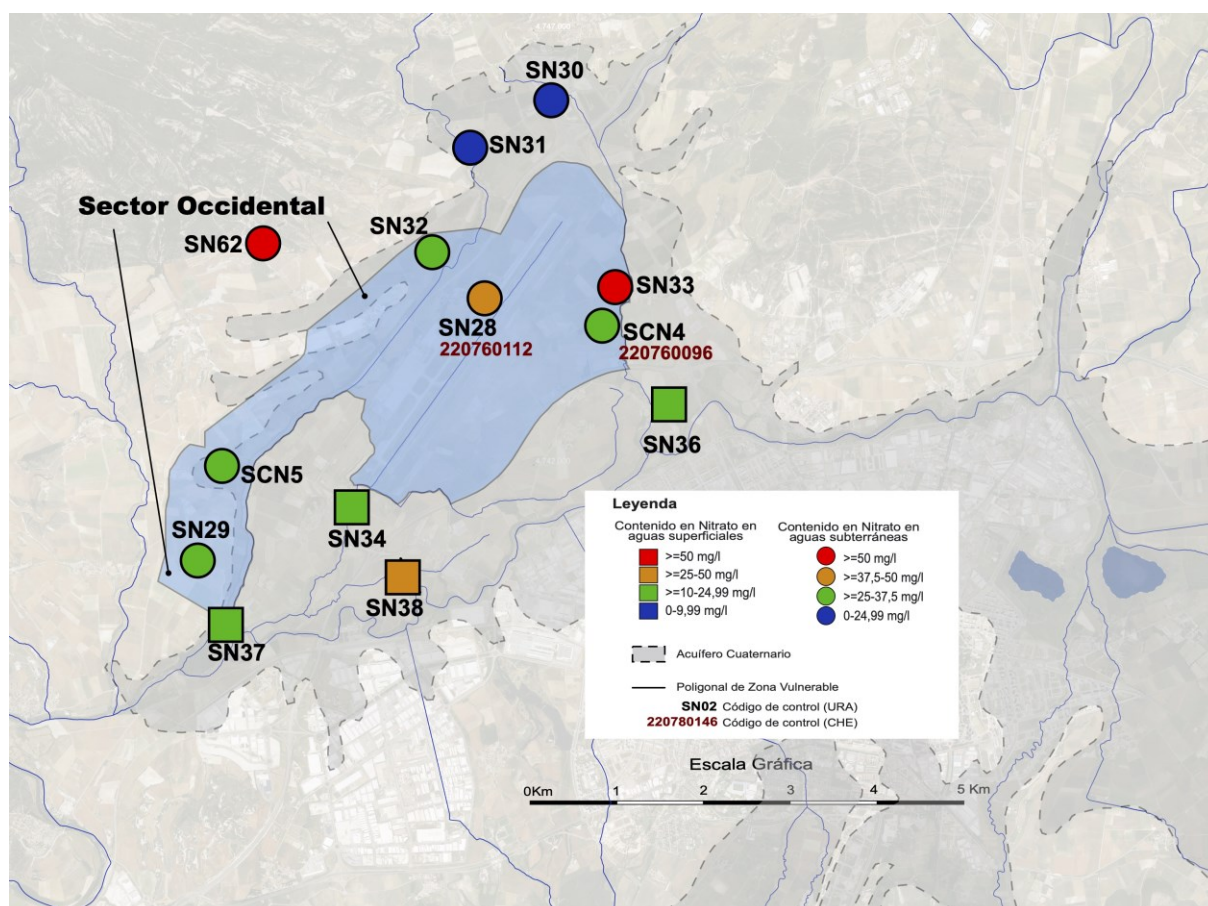 4.747.000
SN30
SN31
Sector Occidental
SN32
SN62
SN33
SN28
220760112
SCN4
220760096
SN36
SCN5
SN34
SN29
SN38
SN37
Leyenda
Contenido en Nitrato en
aguas superficiales
>=50 mg/l
>=25-50 mg/l
>=10-24,99 mg/l
0-9,99 mg/l
Contenido en Nitrato en
aguas subterráneas
>=50 mg/l
>=37,5-50 mg/l
>=25-37,5 mg/l
0-24,99 mg/l
Acuífero Cuaternario
Poligonal de Zona Vulnerable
SN02 Código de control (URA)
220780146 Código de control (CHE)
Escala Gráfica
0Km 1 2 3 4 5 Km